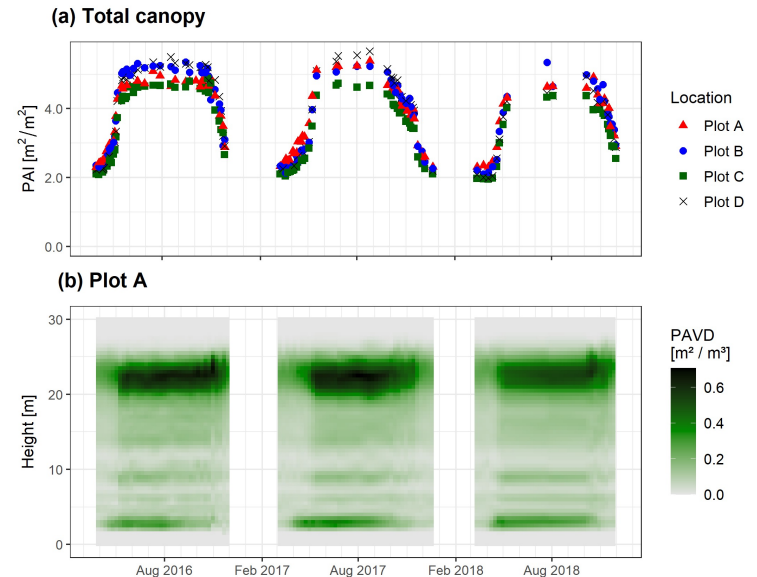 (a) Total canopy
PAI [m²/m²]
4.0
2.0
0.0
Location
Plot A
Plot B
Plot C
Plot D
(b) Plot A
Height [m]
30
20
10
0
PAVD
[m² / m³]
0.6
0.4
0.2
0.0
Aug 2016
Feb 2017
Aug 2017
Feb 2018
Aug 2018